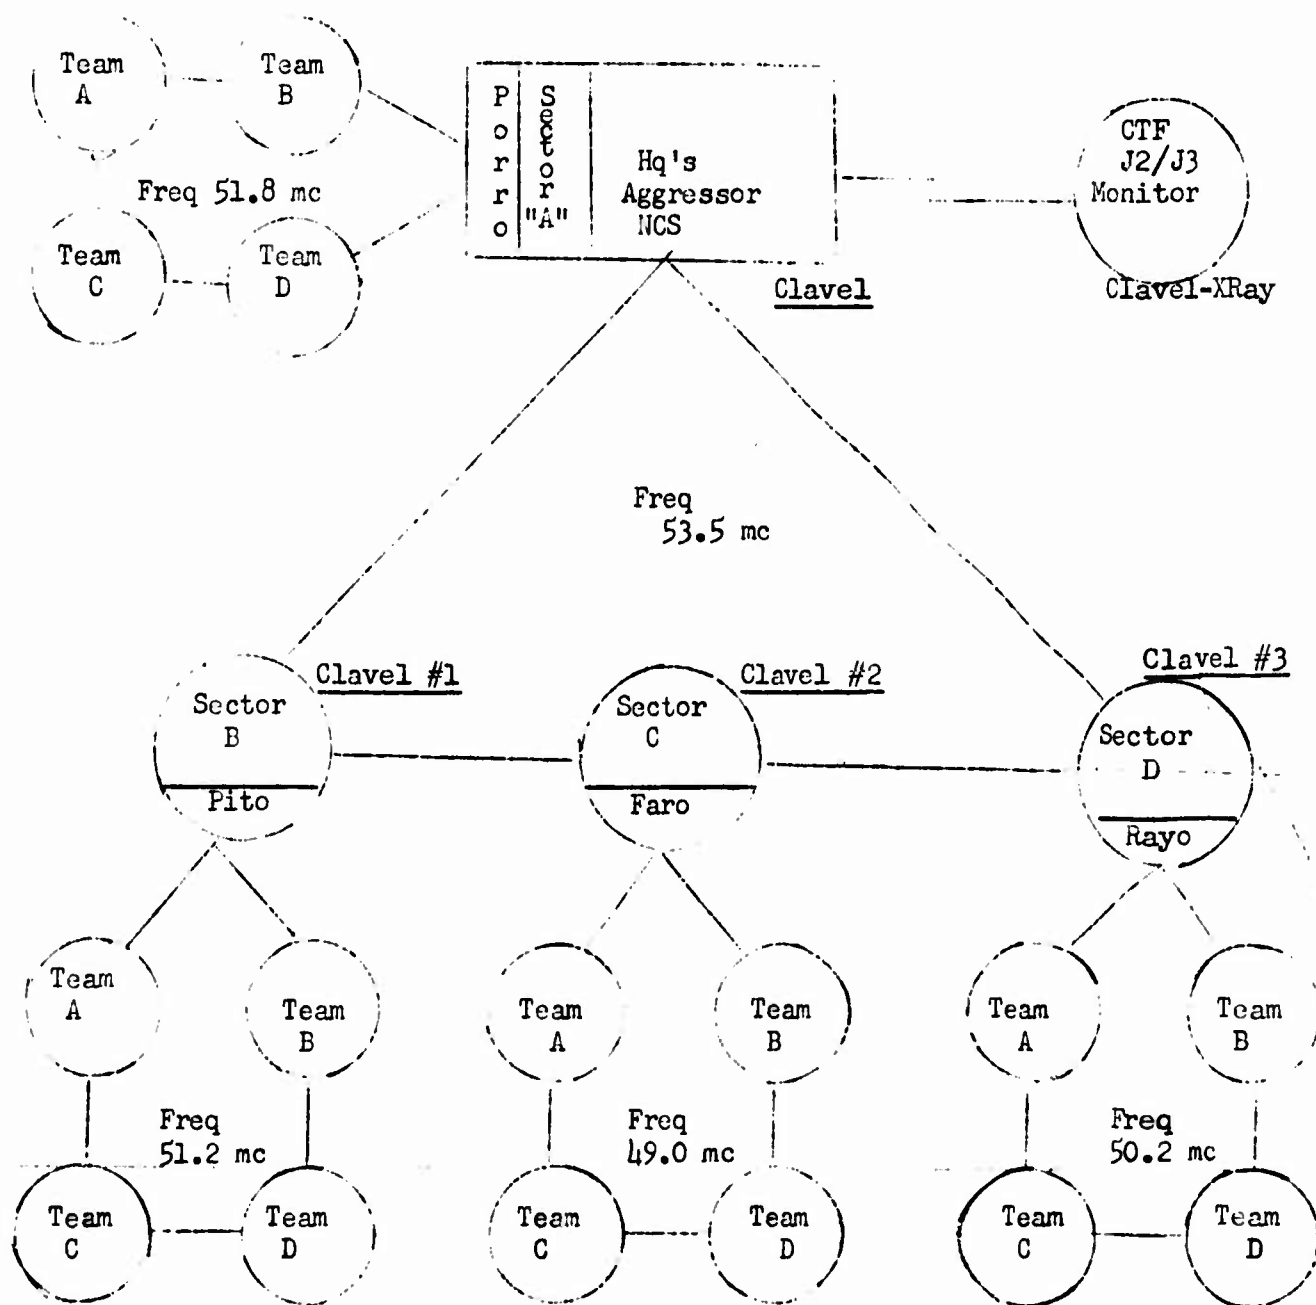 Team
A
Team
B
Freq 51.8 mc
Team
C
Team
D
Porro
Sector
"A"
Hq's
Aggressor
NCS
Clavel
CTF
J2/J3
Monitor
Clavel-XRay
Freq
53.5 mc
Clavel #1
Sector
B
Pito
Clavel #2
Sector
C
Faro
Clavel #3
Sector
D
Rayo
Team
A
Team
B
Freq
51.2 mc
Team
C
Team
D
Team
A
Team
B
Freq
49.0 mc
Team
C
Team
D
Team
A
Team
B
Freq
50.2 mc
Team
C
Team
D